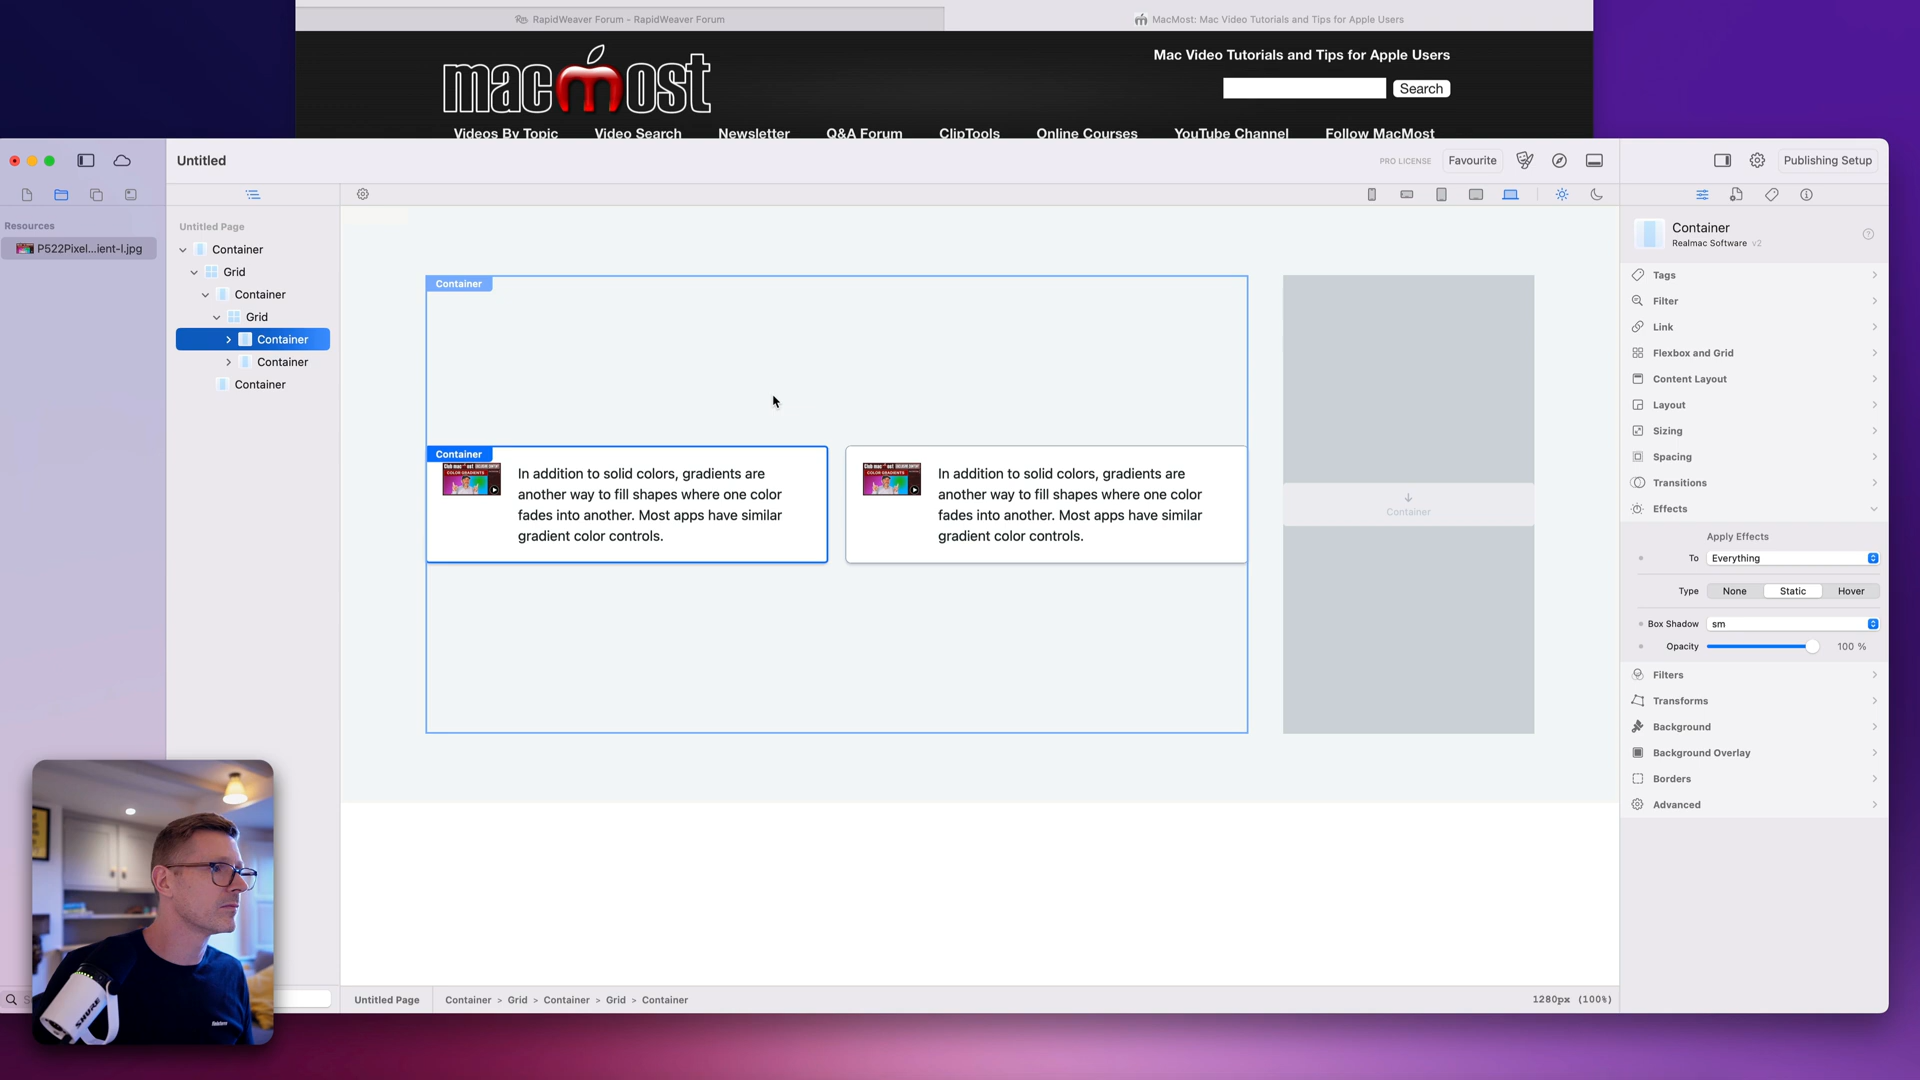 RapidWeaver Forum - RapidWeaver Forum
MacMost: Mac Video Tutorials and Tips for Apple Users
macmost
Mac Video Tutorials and Tips for Apple Users
Search
Videos By Topic
Video Search
Newsletter
Q&A Forum
ClipTools
Online Courses
YouTube Channel
Follow MacMost
Untitled
PRO LICENSE
Favourite
Publishing Setup
Resources
P522Pixel...ient-l.jpg
Untitled Page
Container
Grid
Container
Grid
Container
Container
Container
Container
Container
In addition to solid colors, gradients are
another way to fill shapes where one color
fades into another. Most apps have similar
gradient color controls.
In addition to solid colors, gradients are
another way to fill shapes where one color
fades into another. Most apps have similar
gradient color controls.
Container
Container
Realmac Software v2
Tags
Filter
Link
Flexbox and Grid
Content Layout
Layout
Sizing
Spacing
Transitions
Effects
Apply Effects
To Everything
Type None Static Hover
Box Shadow sm
Opacity 100 %
Filters
Transforms
Background
Background Overlay
Borders
Advanced
SHURE
Untitled Page
Container > Grid > Container > Grid > Container
1280px (100%)